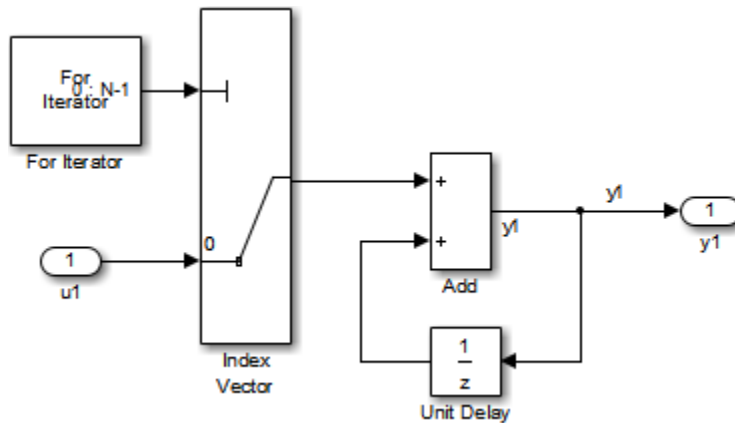 For
Iterator
0 : N-1
For Iterator
0
1
u1
Index
Vector
+
+
Add
y1
y1
1
y1
1
z
Unit Delay